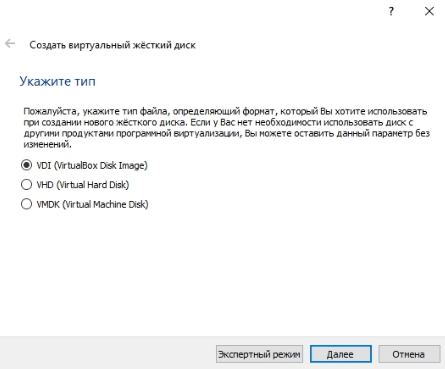 ?
Создать виртуальный жёсткий диск
Укажите тип
Пожалуйста, укажите тип файла, определяющий формат, который Вы хотите использовать
при создании нового жёсткого диска. Если у Вас нет необходимости использовать диск с
другими продуктами программной виртуализации, Вы можете оставить данный параметр без
изменений.
VDI (VirtualBox Disk Image)
VHD (Virtual Hard Disk)
VMDK (Virtual Machine Disk)
Экспертный режим Далее Отмена